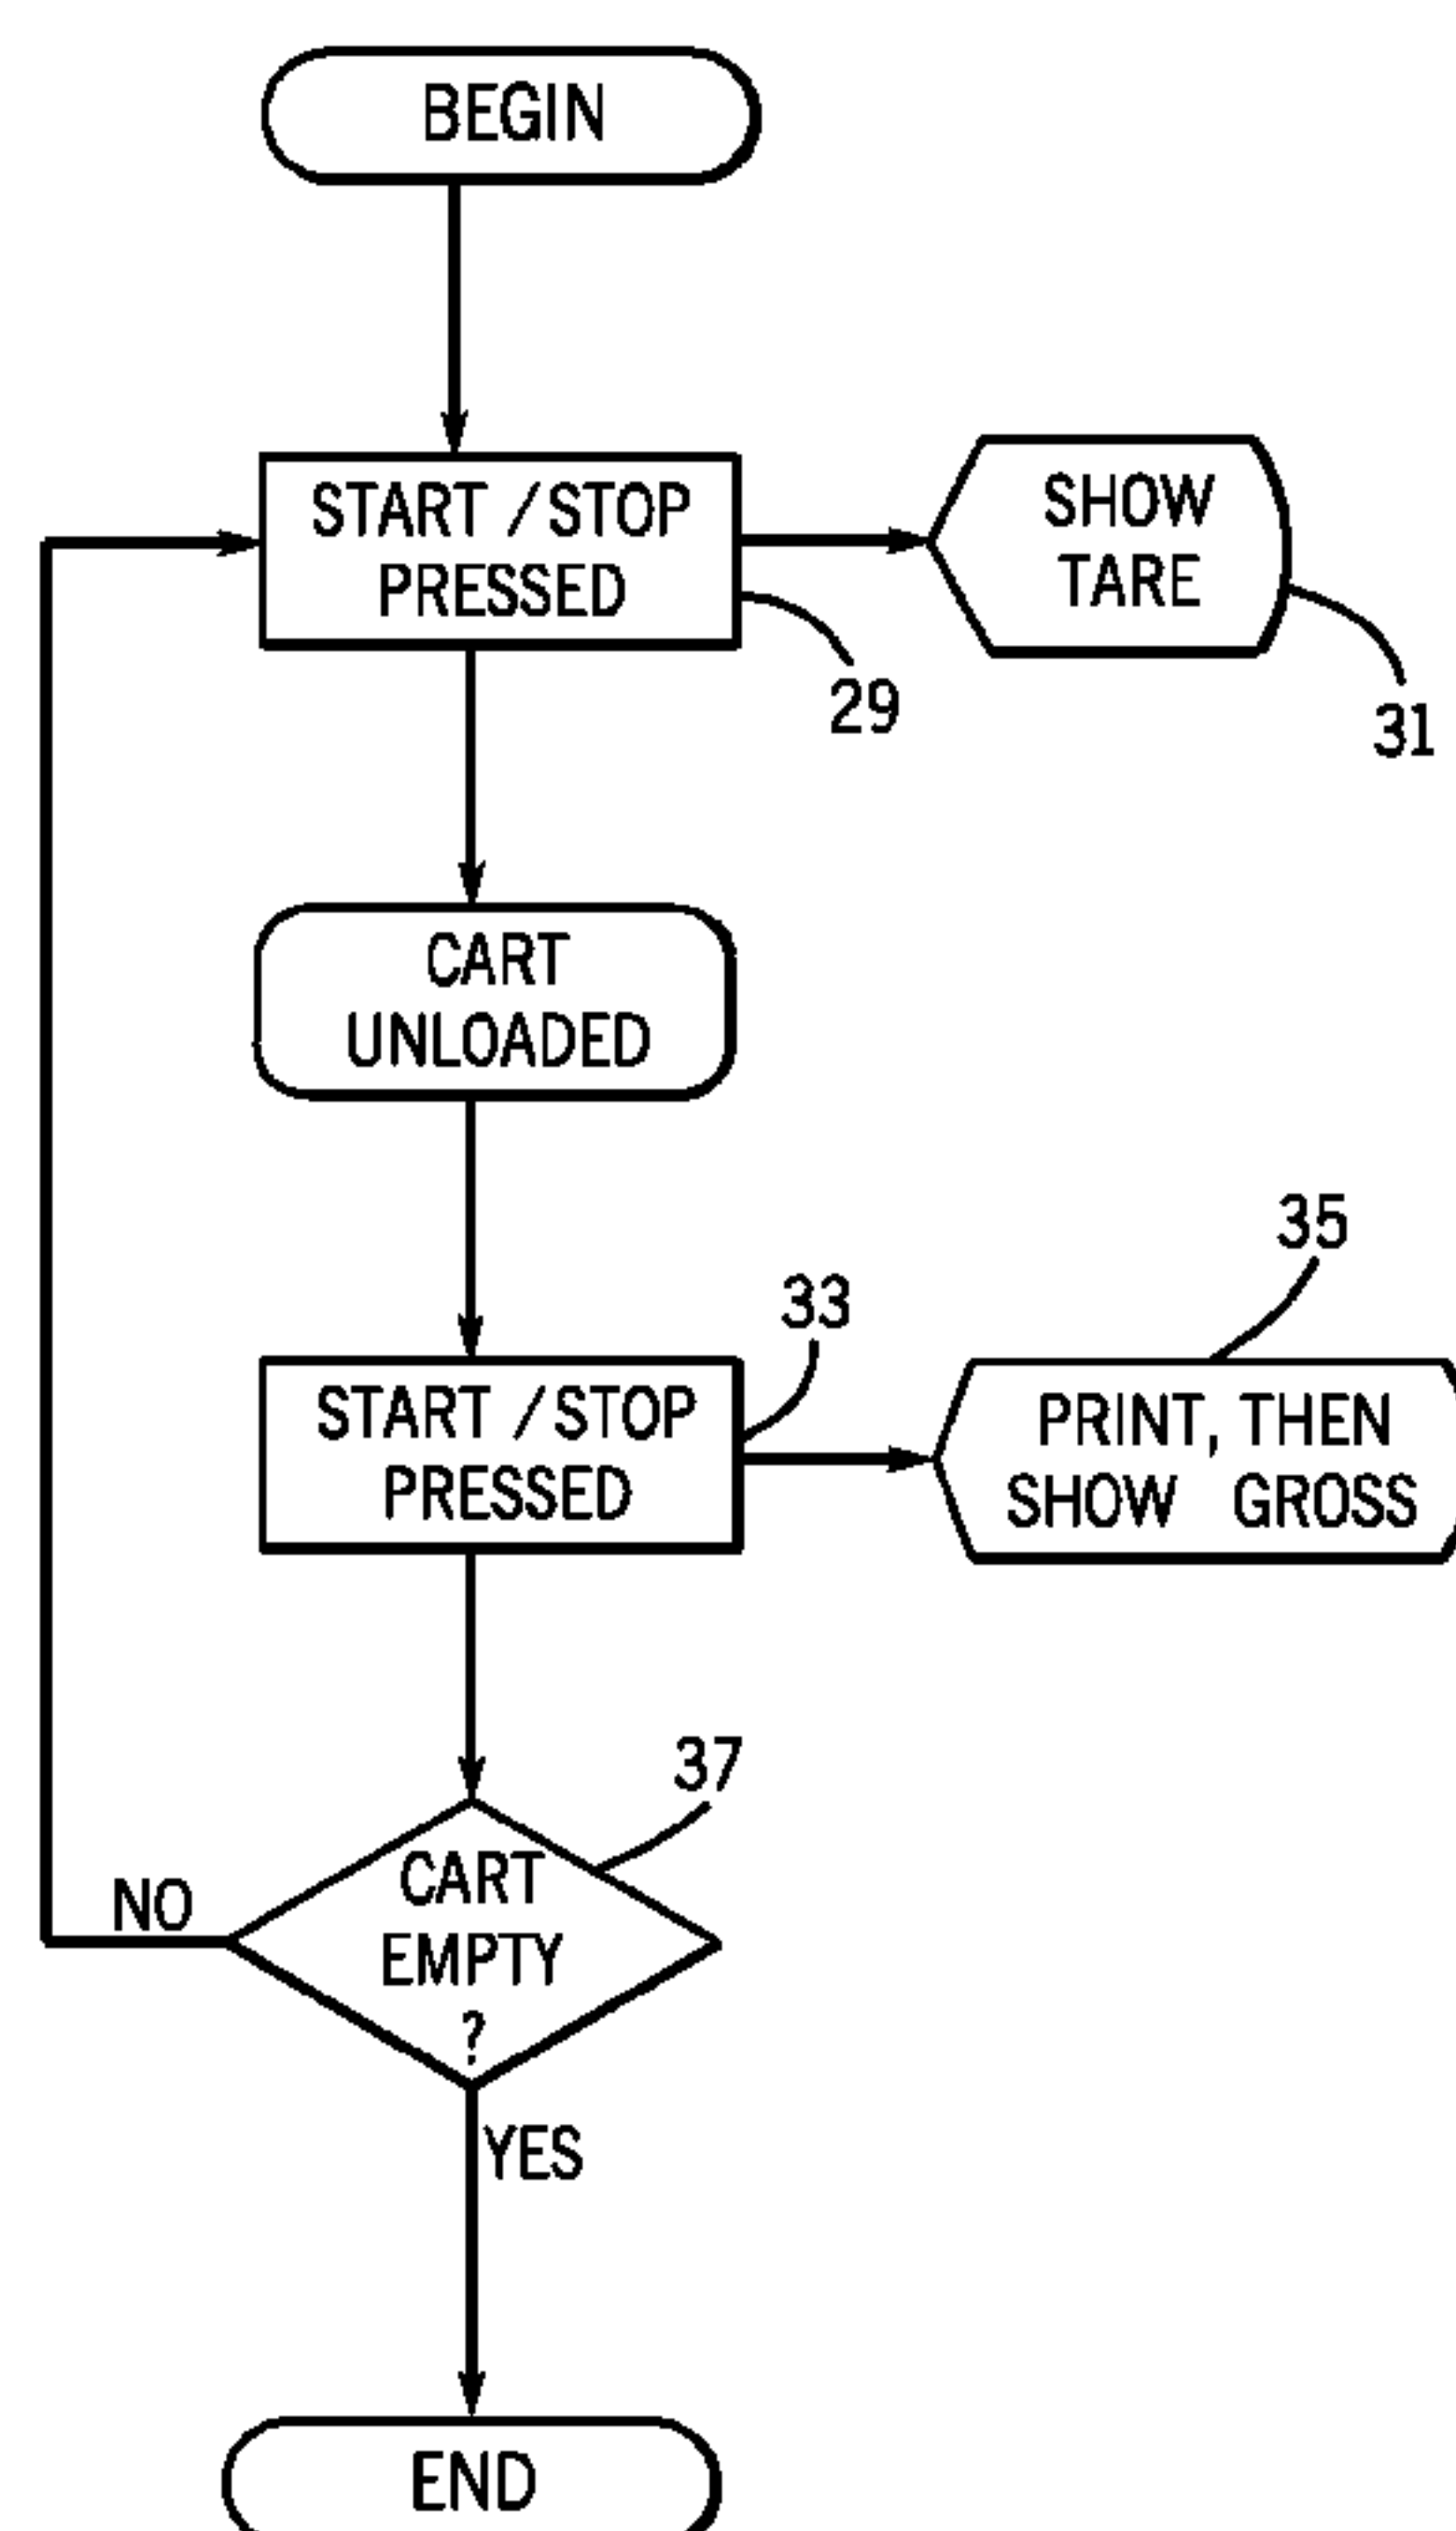 BEGIN
START / STOP
PRESSED
29
SHOW
TARE
31
CART
UNLOADED
33
START / STOP
PRESSED
35
PRINT, THEN
SHOW GROSS
37
CART
EMPTY
?
NO
YES
END